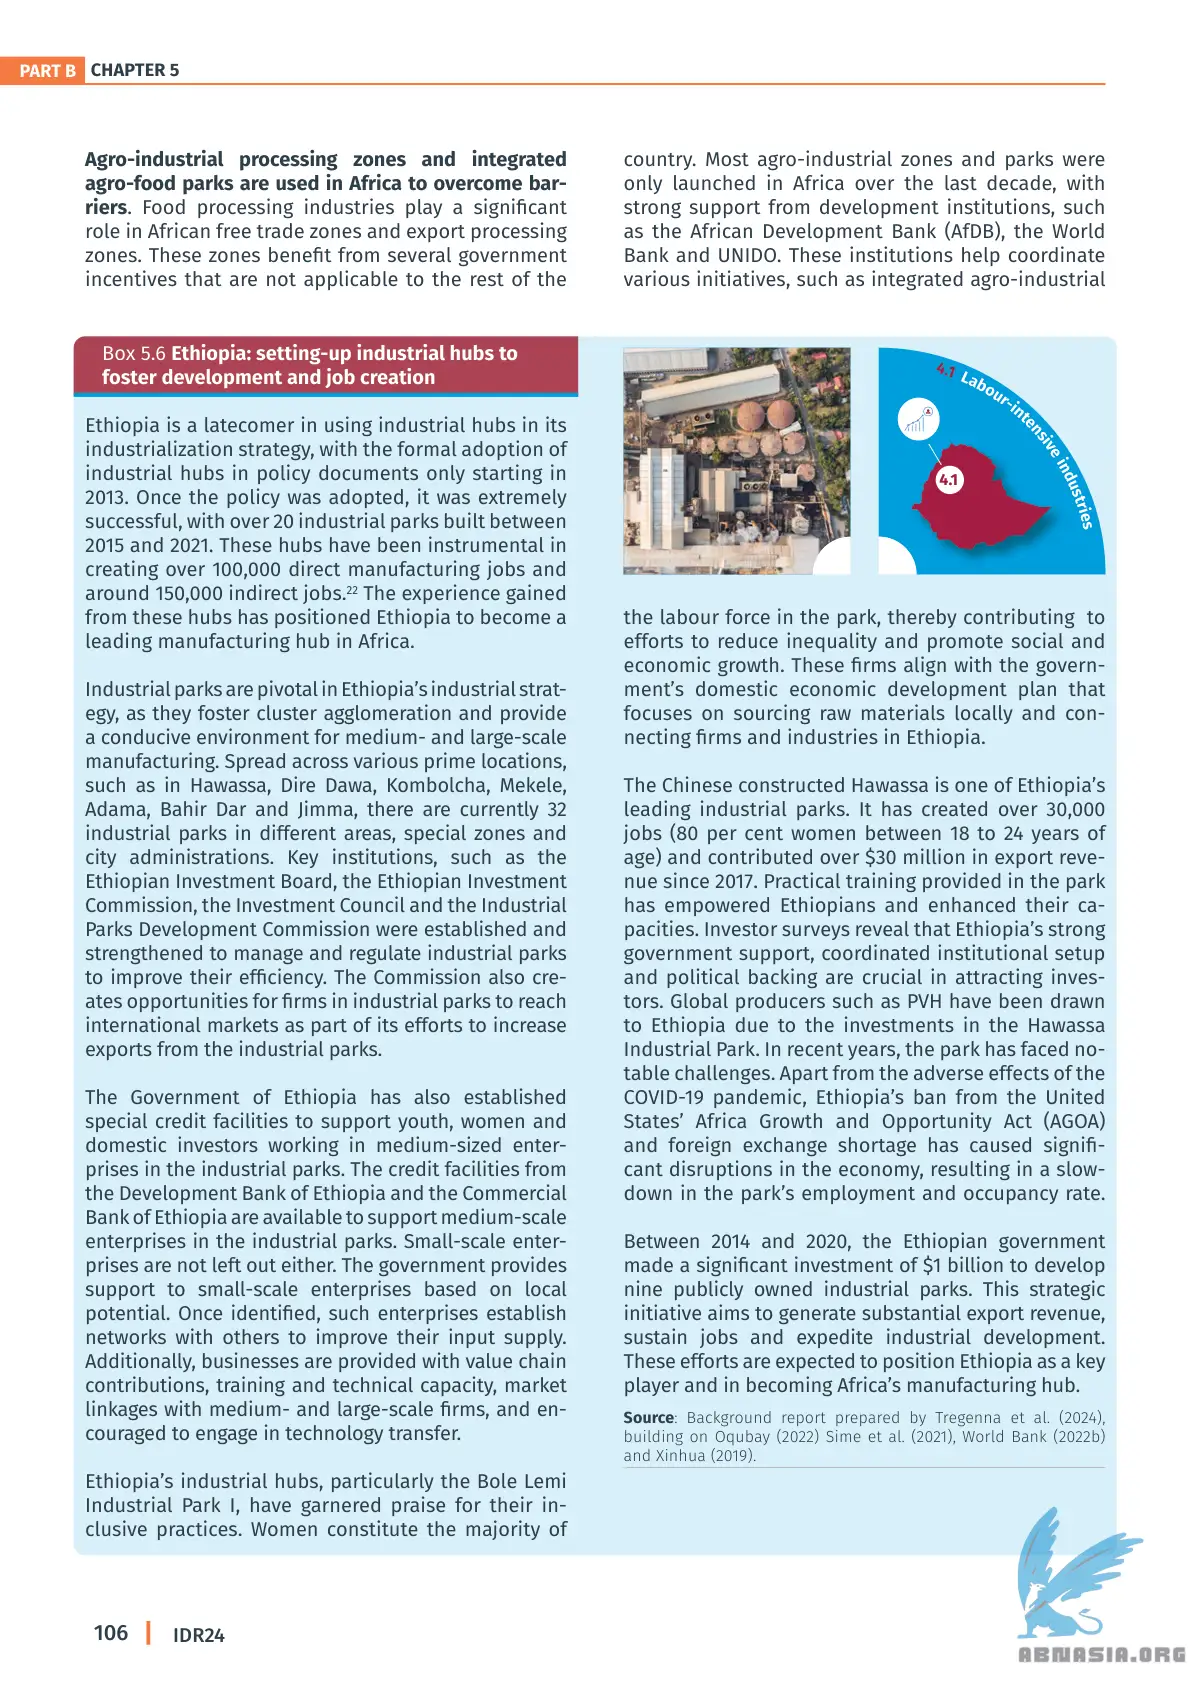 PART B CHAPTER 5
Agro-industrial processing zones and integrated
agro-food parks are used in Africa to overcome bar-
riers. Food processing industries play a significant
role in African free trade zones and export processing
zones. These zones benefit from several government
incentives that are not applicable to the rest of the
country. Most agro-industrial zones and parks were
only launched in Africa over the last decade, with
strong support from development institutions, such
as the African Development Bank (AfDB), the World
Bank and UNIDO. These institutions help coordinate
various initiatives, such as integrated agro-industrial
Box 5.6 Ethiopia: setting-up industrial hubs to
foster development and job creation
Ethiopia is a latecomer in using industrial hubs in its
industrialization strategy, with the formal adoption of
industrial hubs in policy documents only starting in
2013. Once the policy was adopted, it was extremely
successful, with over 20 industrial parks built between
2015 and 2021. These hubs have been instrumental in
creating over 100,000 direct manufacturing jobs and
around 150,000 indirect jobs.22 The experience gained
from these hubs has positioned Ethiopia to become a
leading manufacturing hub in Africa.
Industrial parks are pivotal in Ethiopia's industrial strat-
egy, as they foster cluster agglomeration and provide
a conducive environment for medium- and large-scale
manufacturing. Spread across various prime locations,
such as in Hawassa, Dire Dawa, Kombolcha, Mekele,
Adama, Bahir Dar and Jimma, there are currently 32
industrial parks in different areas, special zones and
city administrations. Key institutions, such as the
Ethiopian Investment Board, the Ethiopian Investment
Commission, the Investment Council and the Industrial
Parks Development Commission were established and
strengthened to manage and regulate industrial parks
to improve their efficiency. The Commission also cre-
ates opportunities for firms in industrial parks to reach
international markets as part of its efforts to increase
exports from the industrial parks.
The Government of Ethiopia has also established
special credit facilities to support youth, women and
domestic investors working in medium-sized enter-
prises in the industrial parks. The credit facilities from
the Development Bank of Ethiopia and the Commercial
Bank of Ethiopia are available to support medium-scale
enterprises in the industrial parks. Small-scale enter-
prises are not left out either. The government provides
support to small-scale enterprises based on local
potential. Once identified, such enterprises establish
networks with others to improve their input supply.
Additionally, businesses are provided with value chain
contributions, training and technical capacity, market
linkages with medium- and large-scale firms, and en-
couraged to engage in technology transfer.
Ethiopia's industrial hubs, particularly the Bole Lemi
Industrial Park I, have garnered praise for their in-
clusive practices. Women constitute the majority of
4.1 Labour-intensive industries
4.1
the labour force in the park, thereby contributing to
efforts to reduce inequality and promote social and
economic growth. These firms align with the govern-
ment's domestic economic development plan that
focuses on sourcing raw materials locally and con-
necting firms and industries in Ethiopia.
The Chinese constructed Hawassa is one of Ethiopia's
leading industrial parks. It has created over 30,000
jobs (80 per cent women between 18 to 24 years of
age) and contributed over $30 million in export reve-
nue since 2017. Practical training provided in the park
has empowered Ethiopians and enhanced their ca-
pacities. Investor surveys reveal that Ethiopia's strong
government support, coordinated institutional setup
and political backing are crucial in attracting inves-
tors. Global producers such as PVH have been drawn
to Ethiopia due to the investments in the Hawassa
Industrial Park. In recent years, the park has faced no-
table challenges. Apart from the adverse effects of the
COVID-19 pandemic, Ethiopia's ban from the United
States' Africa Growth and Opportunity Act (AGOA)
and foreign exchange shortage has caused signifi-
cant disruptions in the economy, resulting in a slow-
down in the park's employment and occupancy rate.
Between 2014 and 2020, the Ethiopian government
made a significant investment of $1 billion to develop
nine publicly owned industrial parks. This strategic
initiative aims to generate substantial export revenue,
sustain jobs and expedite industrial development.
These efforts are expected to position Ethiopia as a key
player and in becoming Africa's manufacturing hub.
Source: Background report prepared by Tregenna et al. (2024),
building on Oqubay (2022) Sime et al. (2021), World Bank (2022b)
and Xinhua (2019).
106 | IDR24
ABNASIA.ORG